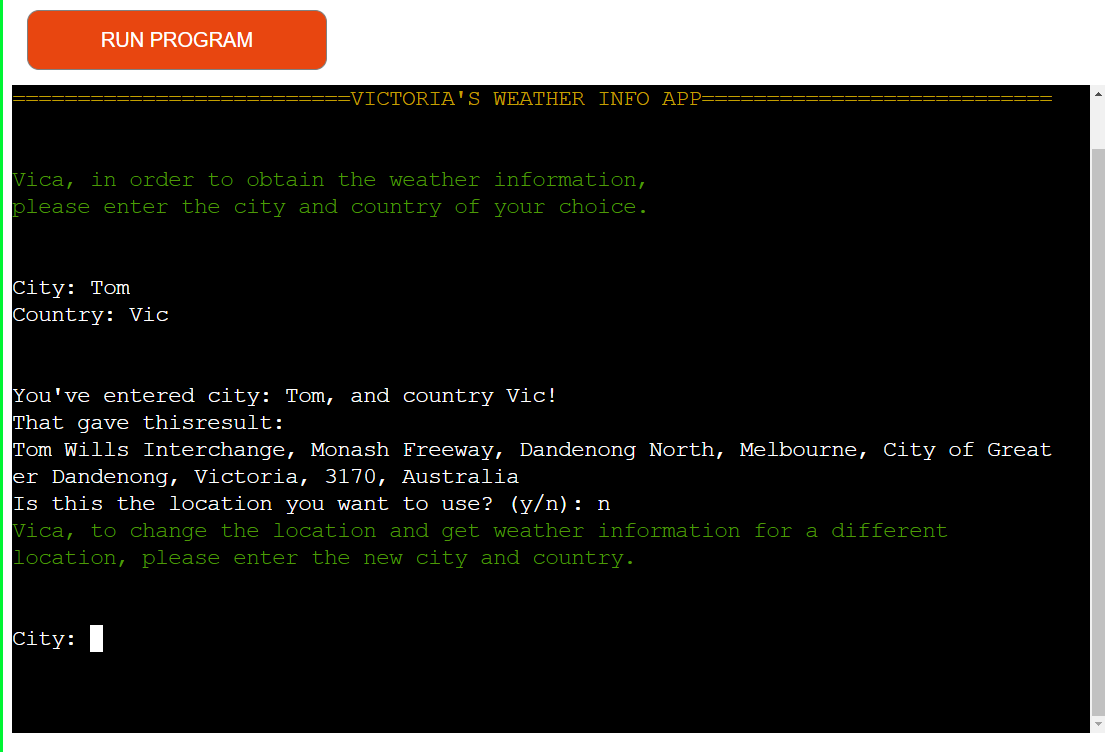 RUN PROGRAM
==========================VICTORIA'S WEATHER INFO APP===========================
Vica, in order to obtain the weather information,
please enter the city and country of your choice.
City: Tom
Country: Vic
You've entered city: Tom, and country Vic!
That gave thisresult:
Tom Wills Interchange, Monash Freeway, Dandenong North, Melbourne, City of Great
er Dandenong, Victoria, 3170, Australia
Is this the location you want to use? (y/n): n
Vica, to change the location and get weather information for a different
location, please enter the new city and country.
City: